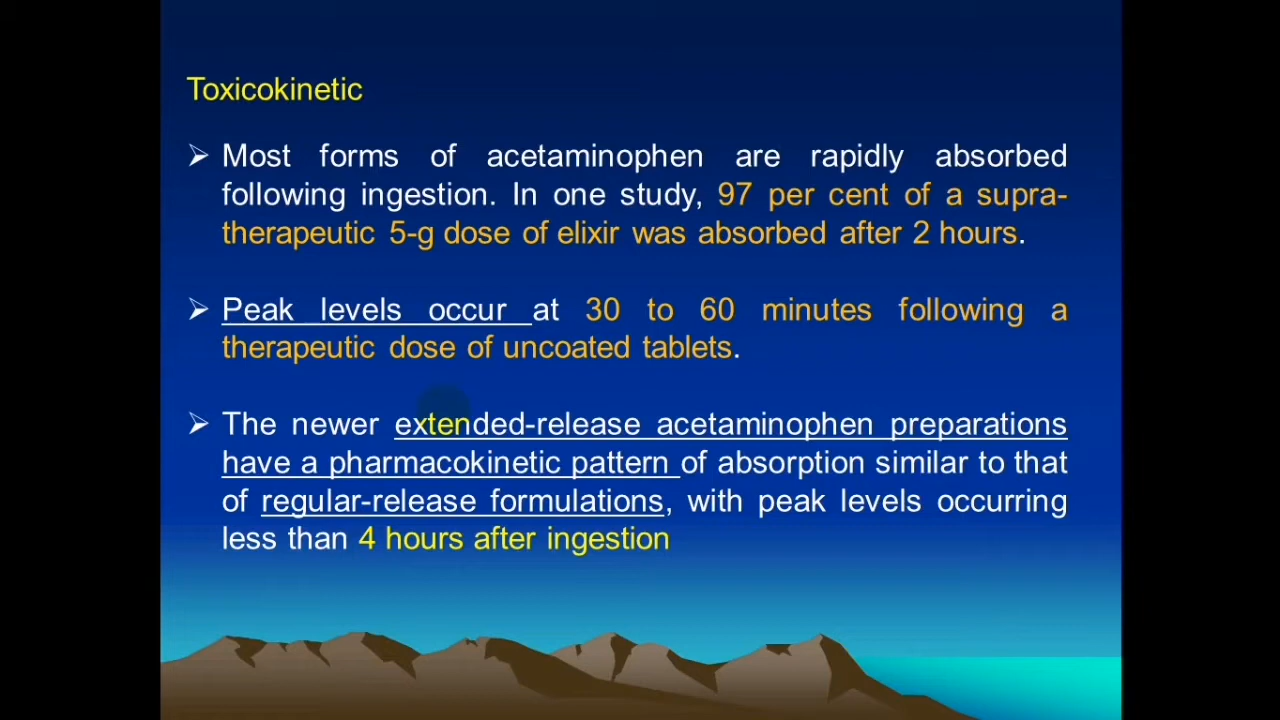 Toxicokinetic
➢ Most forms of acetaminophen are rapidly absorbed
following ingestion. In one study, 97 per cent of a supra-
therapeutic 5-g dose of elixir was absorbed after 2 hours.
➢ Peak levels occur at 30 to 60 minutes following a
therapeutic dose of uncoated tablets.
➢ The newer extended-release acetaminophen preparations
have a pharmacokinetic pattern of absorption similar to that
of regular-release formulations, with peak levels occurring
less than 4 hours after ingestion